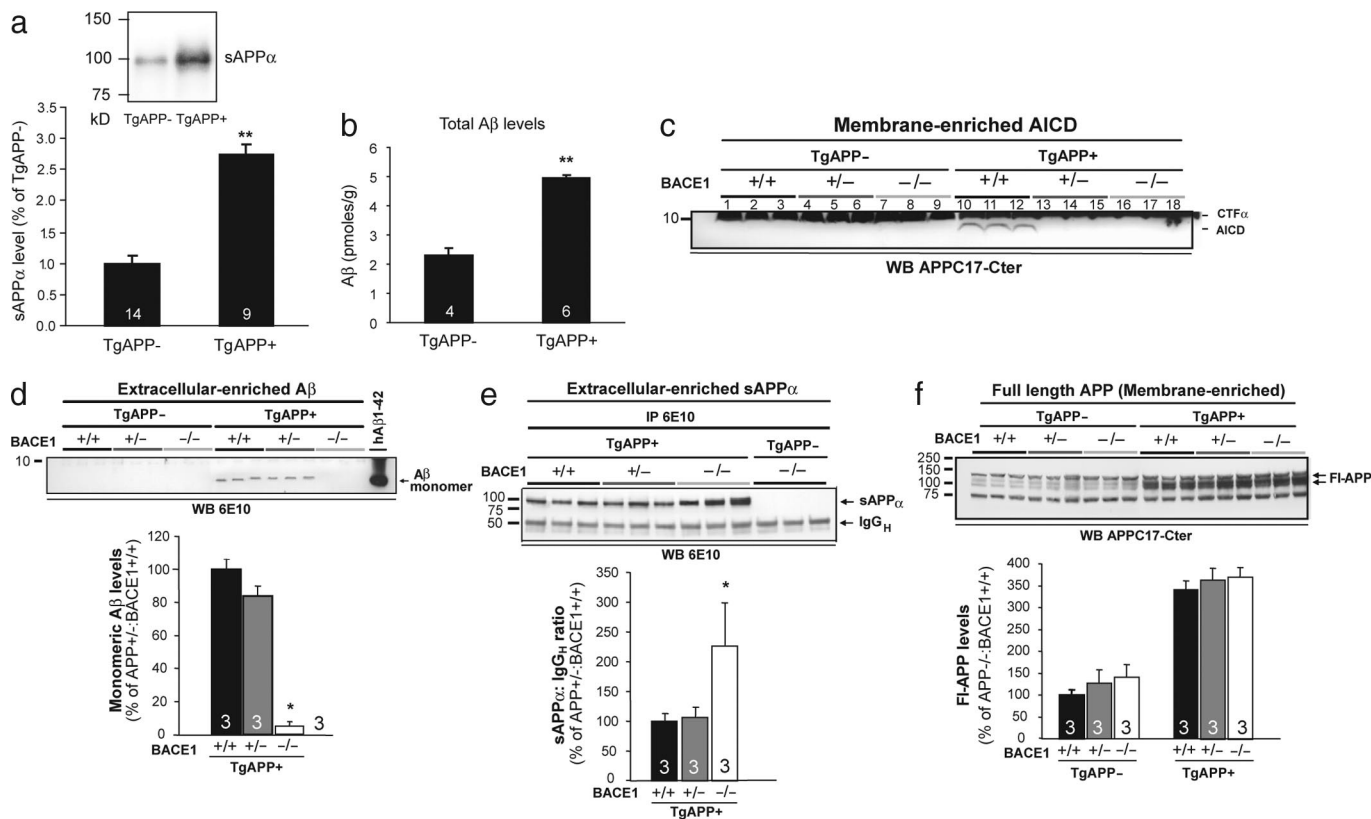 a
150
100
75
kD
sAPPα
TgAPP- TgAPP+
sAPPα level (% of TgAPP-)
3.5
3.0
2.5
2.0
1.5
1.0
0.5
0.0
**
14
9
TgAPP-
TgAPP+
b
Total Aβ levels
Aβ (pmoles/g)
6
5
4
3
2
1
0
**
4
6
TgAPP-
TgAPP+
c
Membrane-enriched AICD
TgAPP– TgAPP+
BACE1 +/+ +/– –/– +/+ +/– –/–
1 2 3 4 5 6 7 8 9 10 11 12 13 14 15 16 17 18
10
CTFα
AICD
WB APPC17-Cter
d
Extracellular-enriched Aβ
TgAPP– TgAPP+
BACE1 +/+ +/– –/– +/+ +/– –/–
hAβ1-42
10
Aβ
monomer
WB 6E10
Monomeric Aβ levels
(% of APP+/-:BACE1+/+)
120
100
80
60
40
20
0
*
3 3 3
BACE1 +/+ +/– –/–
TgAPP+
e
Extracellular-enriched sAPPα
IP 6E10
TgAPP+ TgAPP–
BACE1 +/+ +/– –/– –/–
100
75
50
sAPPα
IgGH
WB 6E10
sAPPα: IgGH ratio
(% of APP+/-:BACE1+/+)
350
300
250
200
150
100
50
0
*
3 3 3
BACE1 +/+ +/– –/–
TgAPP+
f
Full length APP (Membrane-enriched)
TgAPP– TgAPP+
BACE1 +/+ +/– –/– +/+ +/– –/–
250
150
100
75
Fl-APP
WB APPC17-Cter
Fl-APP levels
(% of APP-/-:BACE1+/+)
400
350
300
250
200
150
100
50
0
3 3 3 3 3 3
BACE1 +/+ +/– –/– +/+ +/– –/–
TgAPP– TgAPP+